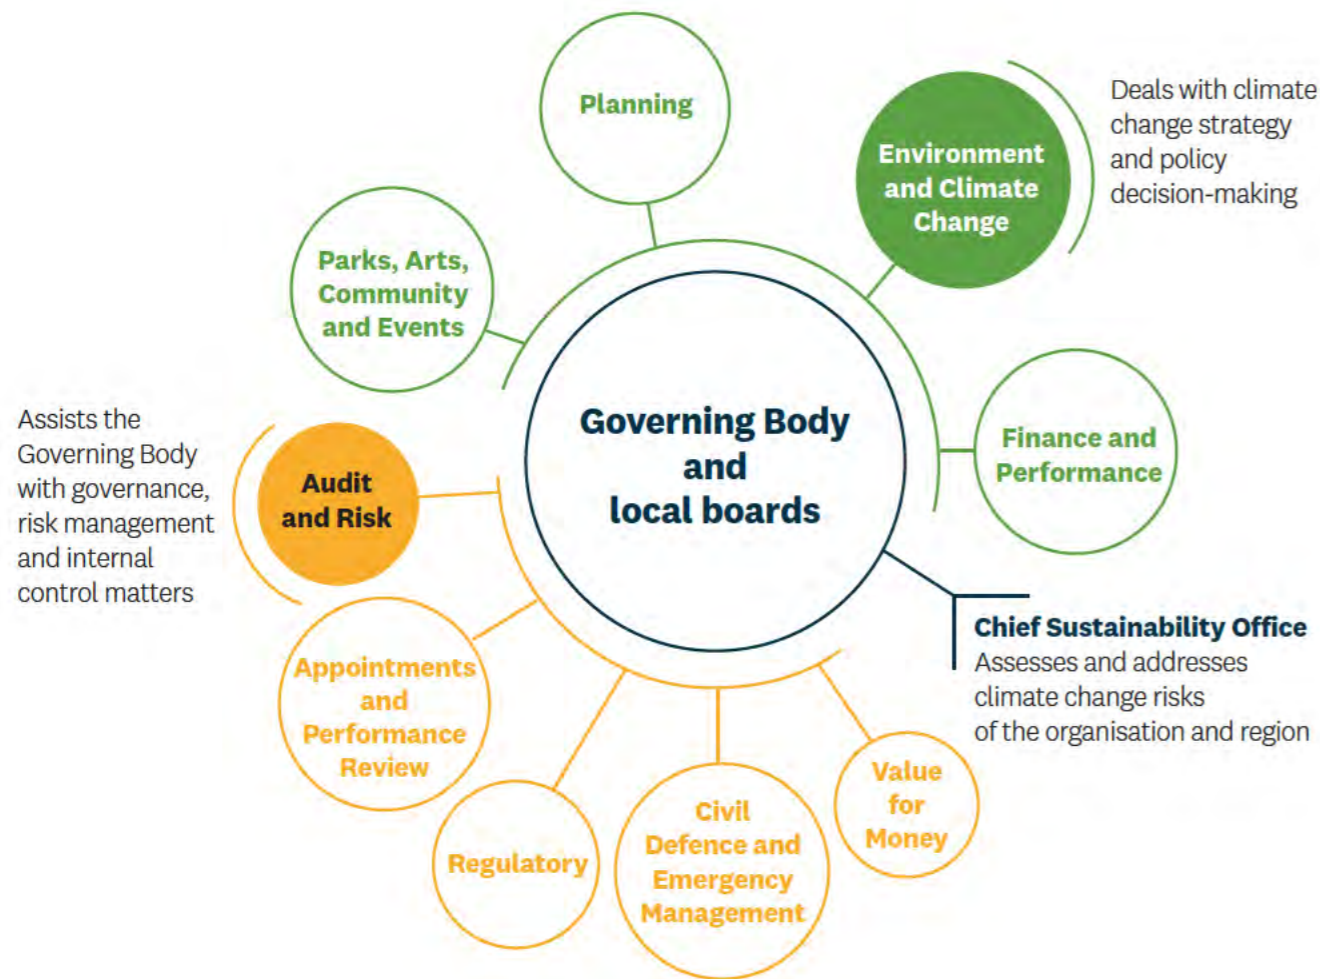 Planning
Environment
and Climate
Change
Deals with climate
change strategy
and policy
decision-making
Parks, Arts,
Community
and Events
Governing Body
and
local boards
Finance and
Performance
Assists the
Governing Body
with governance,
risk management
and internal
control matters
Audit
and Risk
Chief Sustainability Office
Assesses and addresses
climate change risks
of the organisation and region
Appointments
and
Performance
Review
Regulatory
Civil
Defence and
Emergency
Management
Value
for
Money